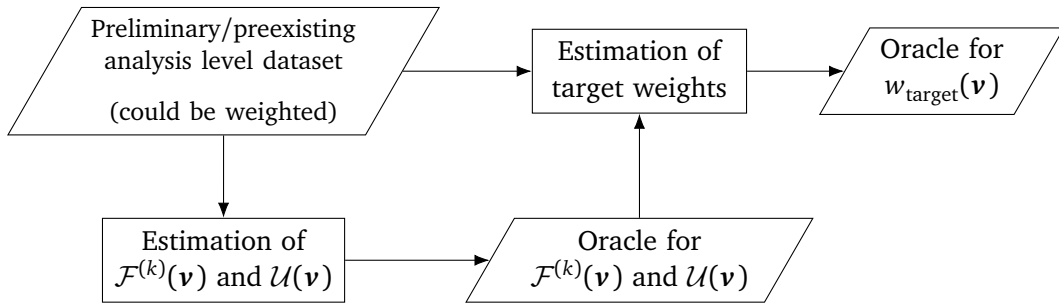 Preliminary/preexisting
analysis level dataset
(could be weighted)
Estimation of
target weights
Oracle for
w_target(𝒗)
Estimation of
ℱ^(k)(𝒗) and 𝒰(𝒗)
Oracle for
ℱ^(k)(𝒗) and 𝒰(𝒗)